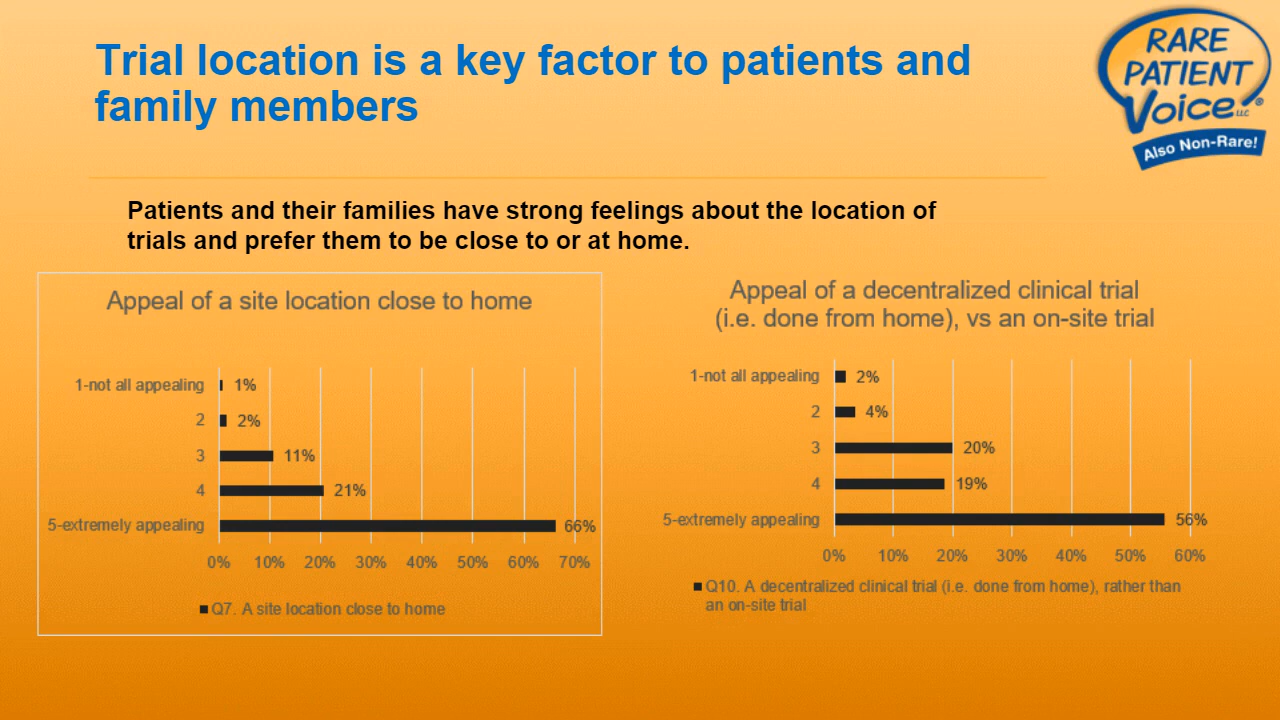 Trial location is a key factor to patients and
family members
RARE
PATIENT
Voice LLC ®
Also Non-Rare!
Patients and their families have strong feelings about the location of
trials and prefer them to be close to or at home.
Appeal of a site location close to home
1-not all appealing 1%
2 2%
3 11%
4 21%
5-extremely appealing 66%
0% 10% 20% 30% 40% 50% 60% 70%
Q7. A site location close to home
Appeal of a decentralized clinical trial
(i.e. done from home), vs an on-site trial
1-not all appealing 2%
2 4%
3 20%
4 19%
5-extremely appealing 56%
0% 10% 20% 30% 40% 50% 60%
Q10. A decentralized clinical trial (i.e. done from home), rather than
an on-site trial